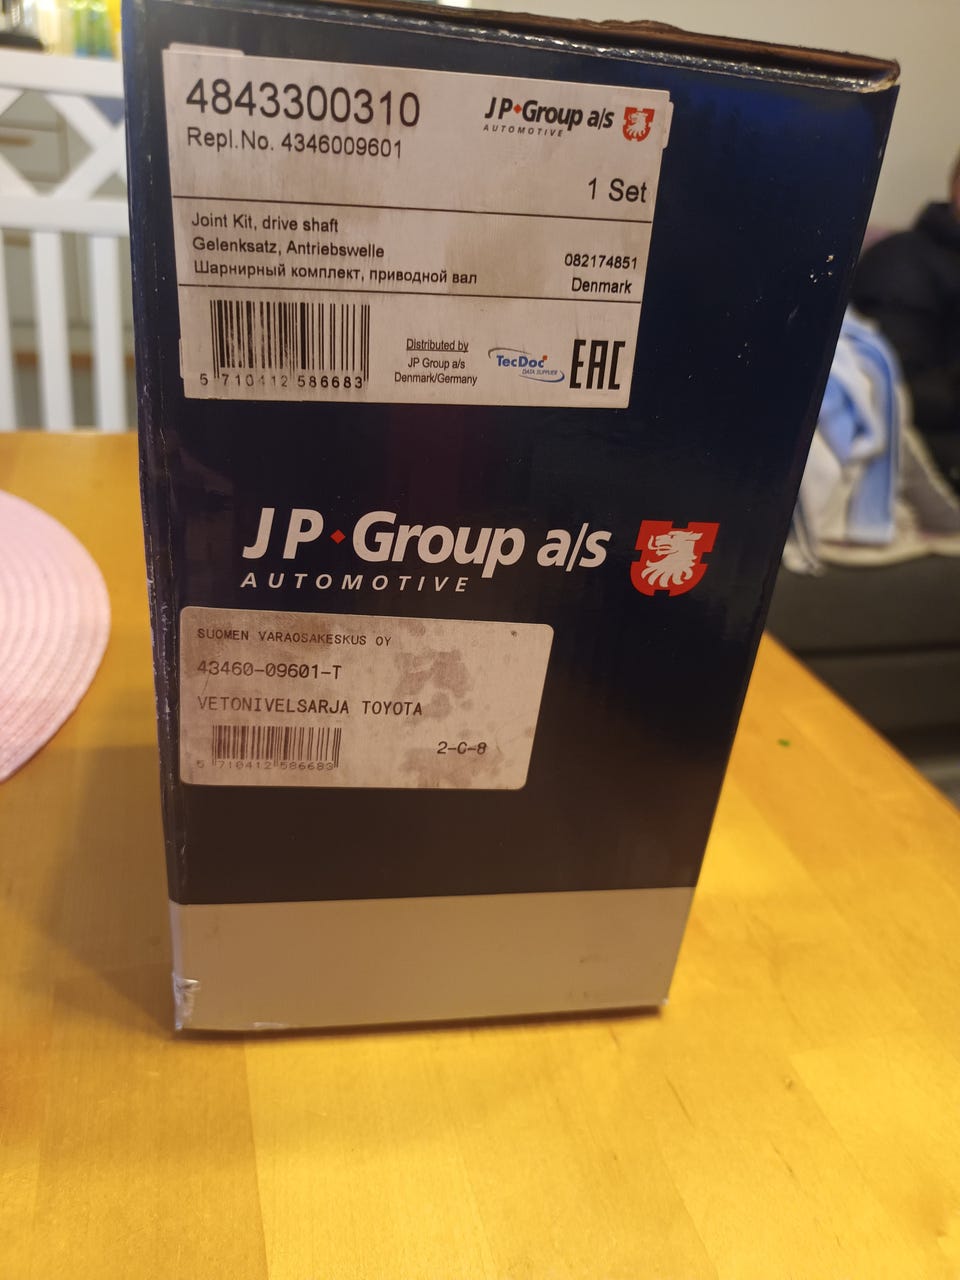 4843300310
JP Group a/s
AUTOMOTIVE
Repl.No. 4346009601
1 Set
Joint Kit, drive shaft
Gelenksatz, Antriebswelle
Шарнирный комплект, приводной вал
082174851
Denmark
Distributed by
JP Group a/s
Denmark/Germany
TecDoc
DATA SUPPLIER
EAC
5 710412 586683
JP Group a/s
AUTOMOTIVE
SUOMEN VARAOSAKESKUS OY
43460-09601-T
VETONIVELSARJA TOYOTA
2-C-8
5 710412 586683